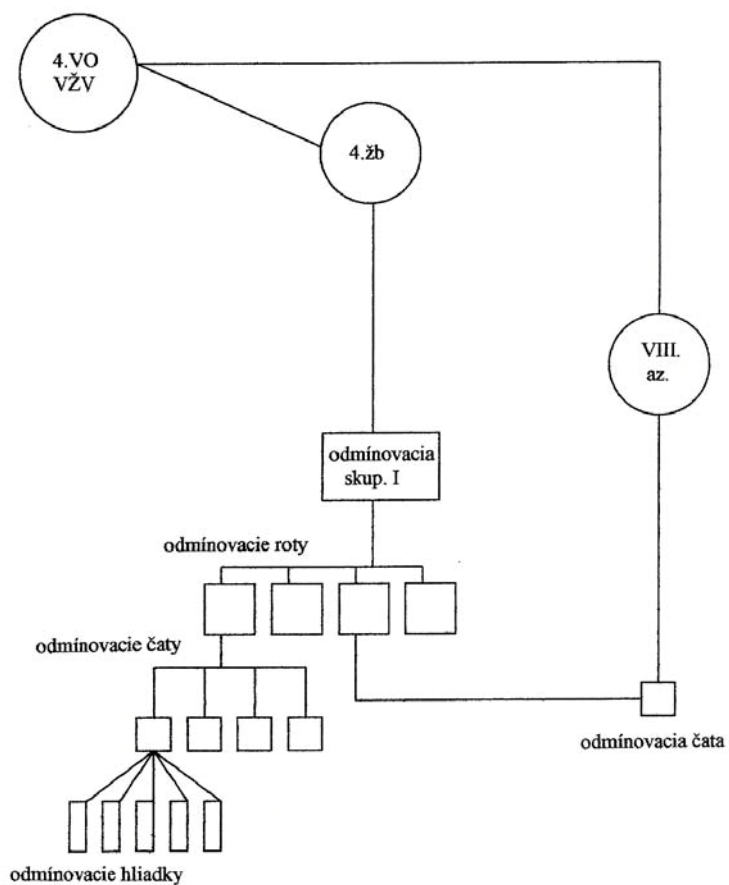 4.VO
VŽV
4.žb
VIII.
az.
odmínovacia
skup. I
odmínovacie roty
odmínovacie čaty
odmínovacia čata
odmínovacie hliadky